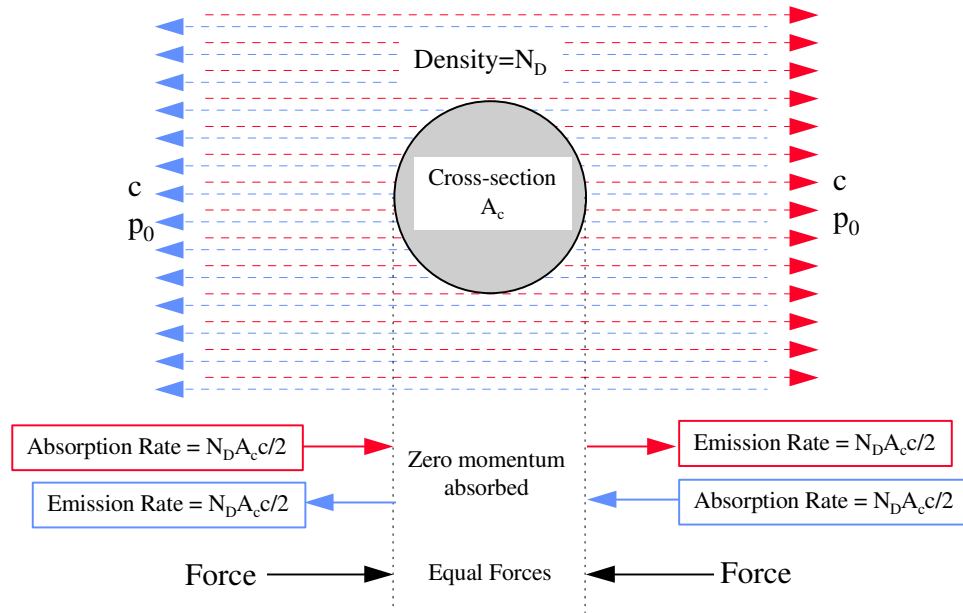 Density=N_D
Cross-section
A_c
c
p_0
c
p_0
Absorption Rate = N_DA_cc/2
Emission Rate = N_DA_cc/2
Zero momentum
absorbed
Emission Rate = N_DA_cc/2
Absorption Rate = N_DA_cc/2
Force
Equal Forces
Force